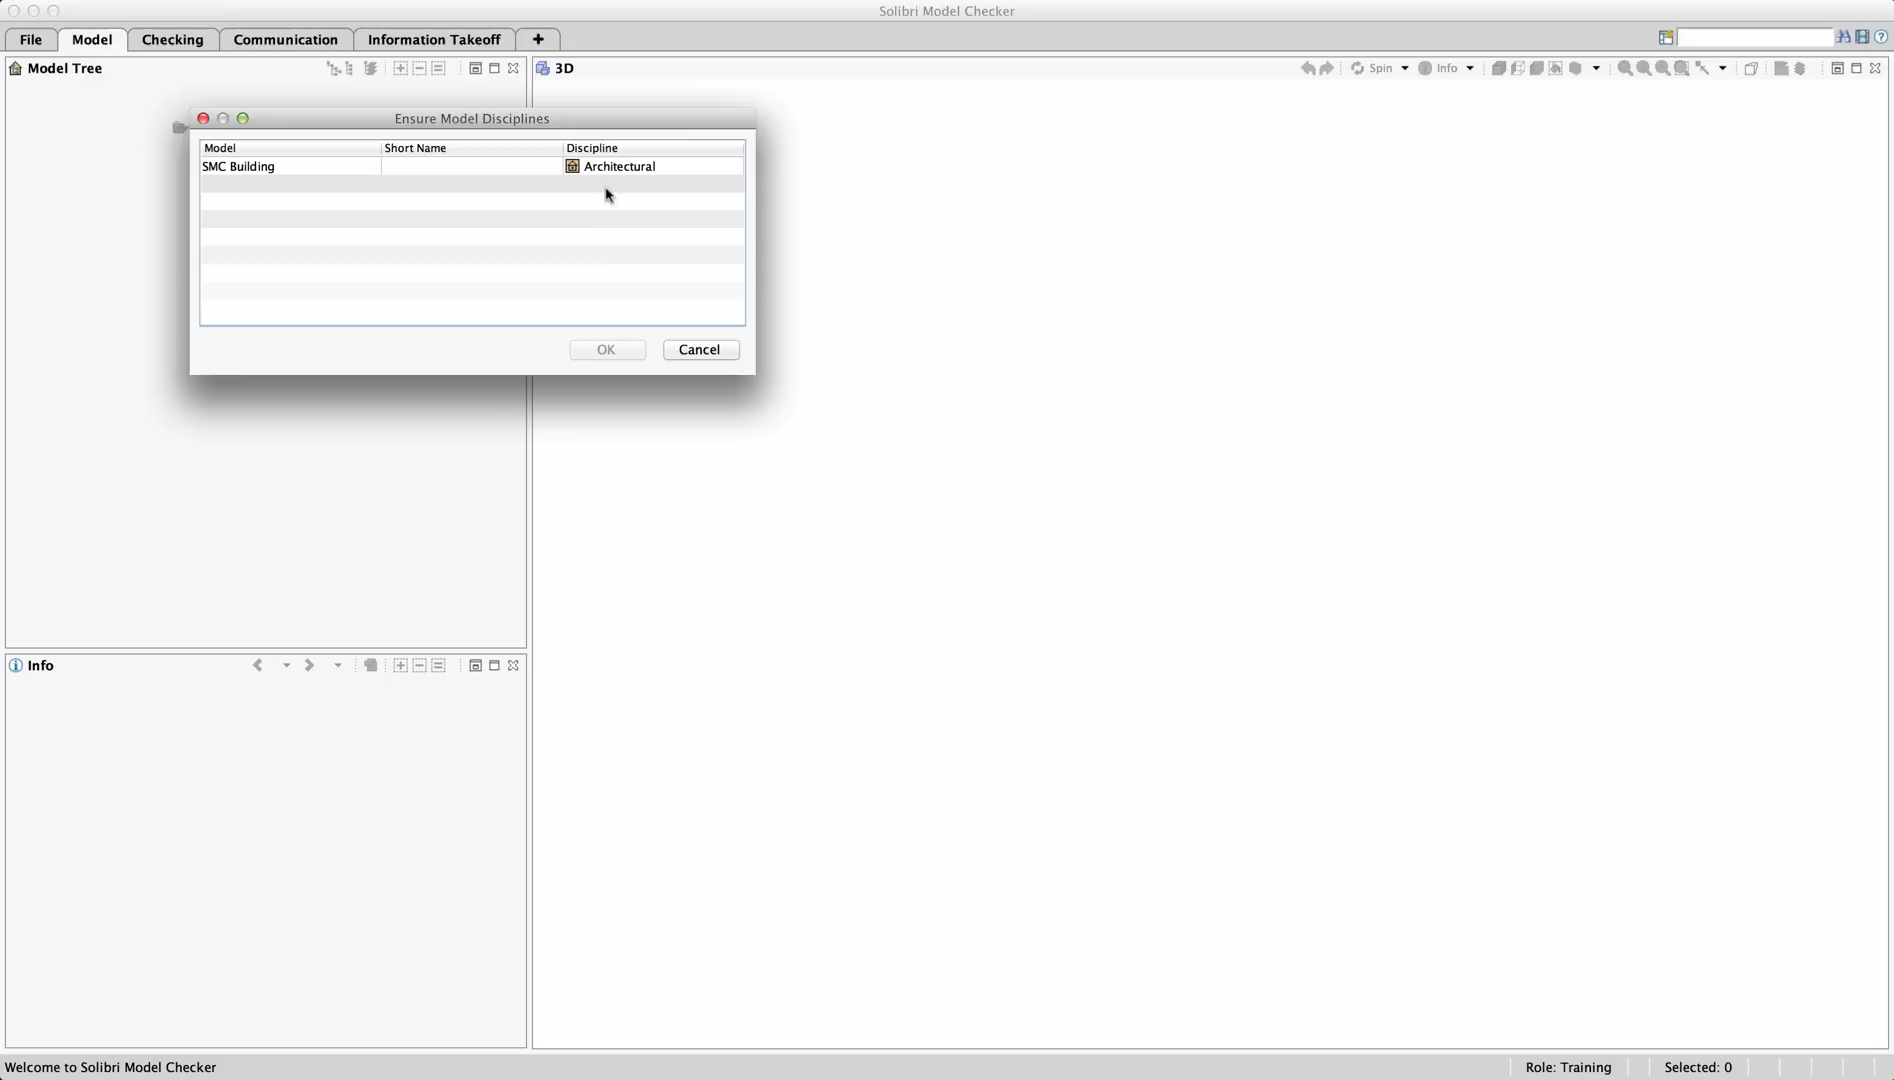 Solibri Model Checker
File
Model
Checking
Communication
Information Takeoff
+
Model Tree
3D
Spin
Info
Ensure Model Disciplines
Model
Short Name
Discipline
SMC Building
Architectural
OK
Cancel
Info
Welcome to Solibri Model Checker
Role: Training
Selected: 0